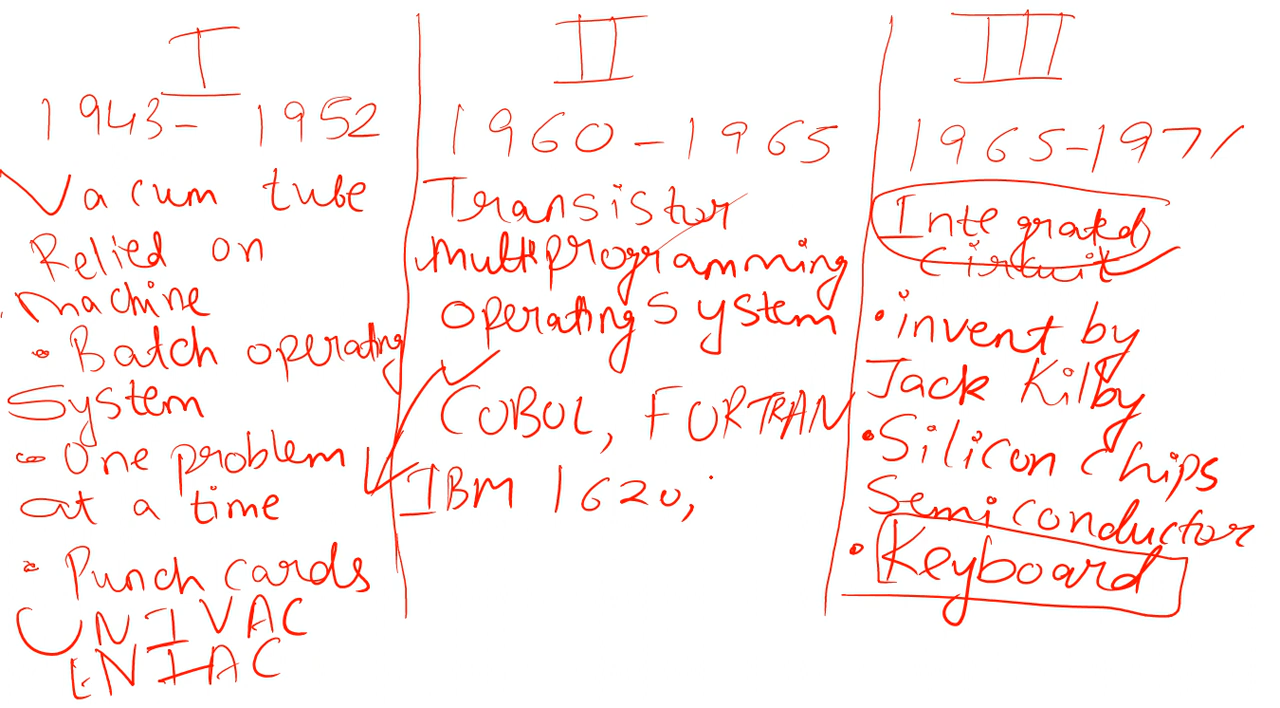 I
1943- 1952
Vacum tube
Relied on
machine
• Batch operating
System
• One problem
at a time
• Punch cards
UNIVAC
ENIAC
II
1960-1965
Transistor
multiprogramming
operating System
COBOL, FORTRAN
IBM 1620,
III
1965-1971
Integrated
Circuit
• invent by
Jack Kilby
• Silicon chips
Semiconductor
• Keyboard